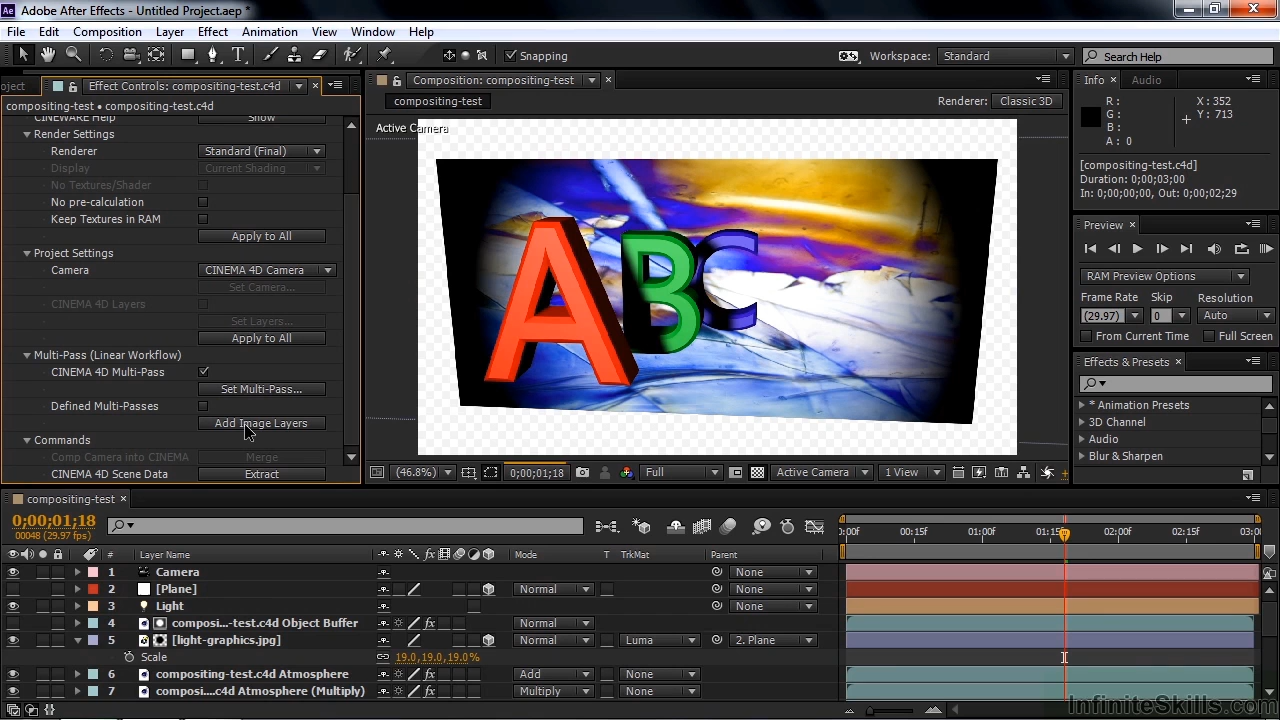 Ae Adobe After Effects - Untitled Project.aep *
File Edit Composition Layer Effect Animation View Window Help
Snapping Workspace: Standard Search Help
oject Effect Controls: compositing-test.c4d
compositing-test • compositing-test.c4d
CINEWARE Help Show
Render Settings
Renderer Standard (Final)
Display Current Shading
No Textures/Shader
No pre-calculation
Keep Textures in RAM
Apply to All
Project Settings
Camera CINEMA 4D Camera
Set Camera...
CINEMA 4D Layers
Set Layers...
Apply to All
Multi-Pass (Linear Workflow)
CINEMA 4D Multi-Pass
Set Multi-Pass...
Defined Multi-Passes
Add Image Layers
Commands
Comp Camera into CINEMA Merge
CINEMA 4D Scene Data Extract
Composition: compositing-test
compositing-test Renderer: Classic 3D
Active Camera
A B C
(46.8%) 0;00;01;18 Full Active Camera 1 View
Info Audio
R : X : 352
G : Y : 713
B :
A : 0
[compositing-test.c4d]
Duration: 0;00;03;00
In: 0;00;00;00, Out: 0;00;02;29
Preview
RAM Preview Options
Frame Rate Skip Resolution
(29.97) 0 Auto
From Current Time Full Screen
Effects & Presets
* Animation Presets
3D Channel
Audio
Blur & Sharpen
compositing-test
0;00;01;18
00048 (29.97 fps)
:00f 00:15f 01:00f 01:15f 02:00f 02:15f 03:0
# Layer Name Mode T TrkMat Parent
1 Camera None
2 [Plane] Normal None
3 Light None
4 composi...-test.c4d Object Buffer Normal
5 [light-graphics.jpg] Normal Luma 2. Plane
Scale 19.0,19.0,19.0%
6 compositing-test.c4d Atmosphere Add None
7 composi....c4d Atmosphere (Multiply) Multiply None
InfiniteSkills.com